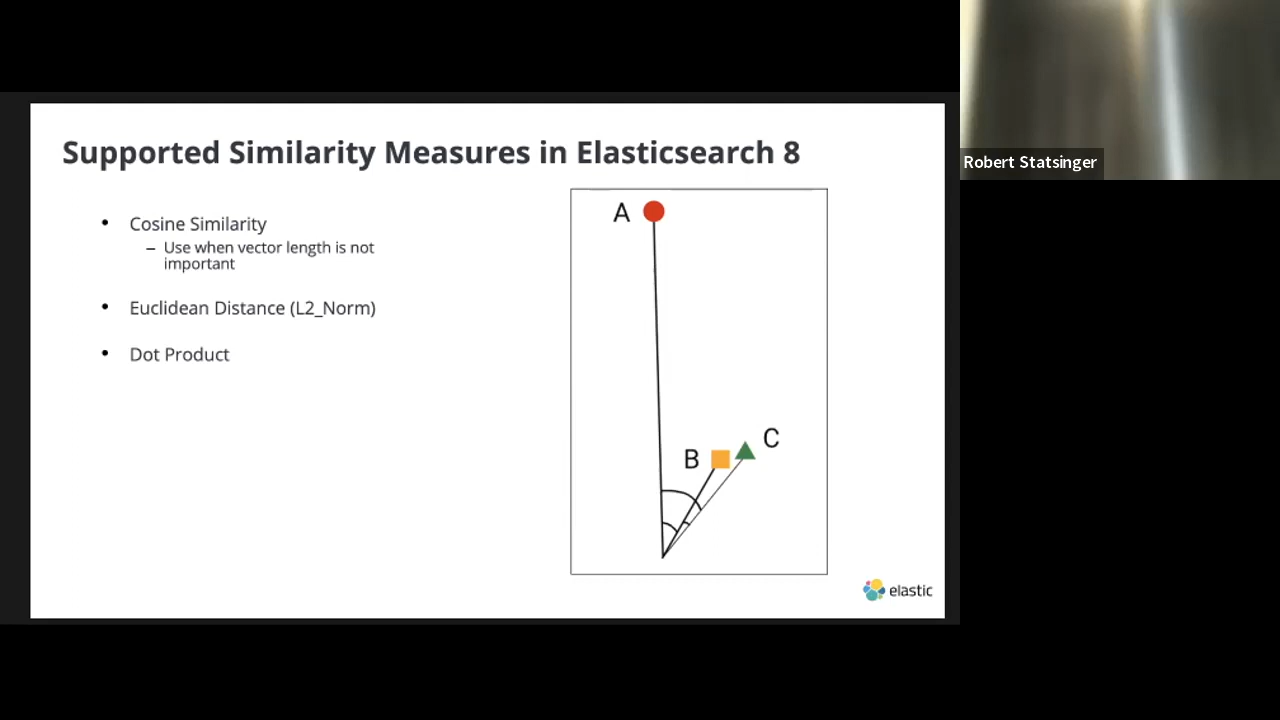 Supported Similarity Measures in Elasticsearch 8
• Cosine Similarity
– Use when vector length is not
important
• Euclidean Distance (L2_Norm)
• Dot Product
A
B
C
elastic
Robert Statsinger